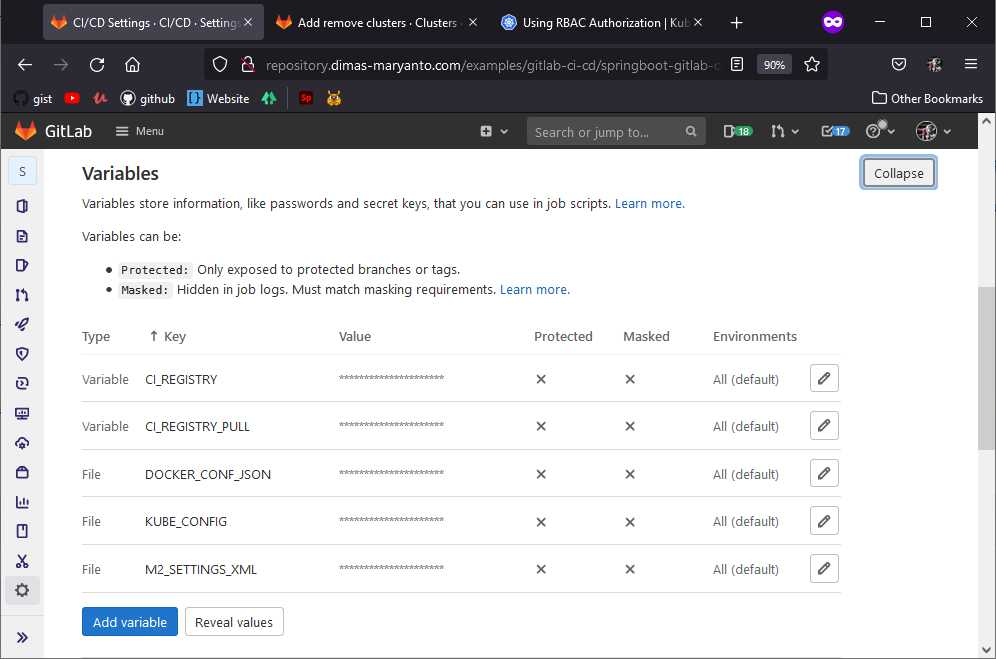 CI/CD Settings · CI/CD · Settings
Add remove clusters · Clusters
Using RBAC Authorization | Kub
repository.dimas-maryanto.com/examples/gitlab-ci-cd/springboot-gitlab-c
90%
gist
github
Website
Sp
Other Bookmarks
GitLab
Menu
Search or jump to...
18
17
S
Variables
Collapse
Variables store information, like passwords and secret keys, that you can use in job scripts. Learn more.
Variables can be:
Protected: Only exposed to protected branches or tags.
Masked: Hidden in job logs. Must match masking requirements. Learn more.
Type ↑ Key Value Protected Masked Environments
Variable CI_REGISTRY ********************* All (default)
Variable CI_REGISTRY_PULL ********************* All (default)
File DOCKER_CONF_JSON ********************* All (default)
File KUBE_CONFIG ********************* All (default)
File M2_SETTINGS_XML ********************* All (default)
Add variable
Reveal values